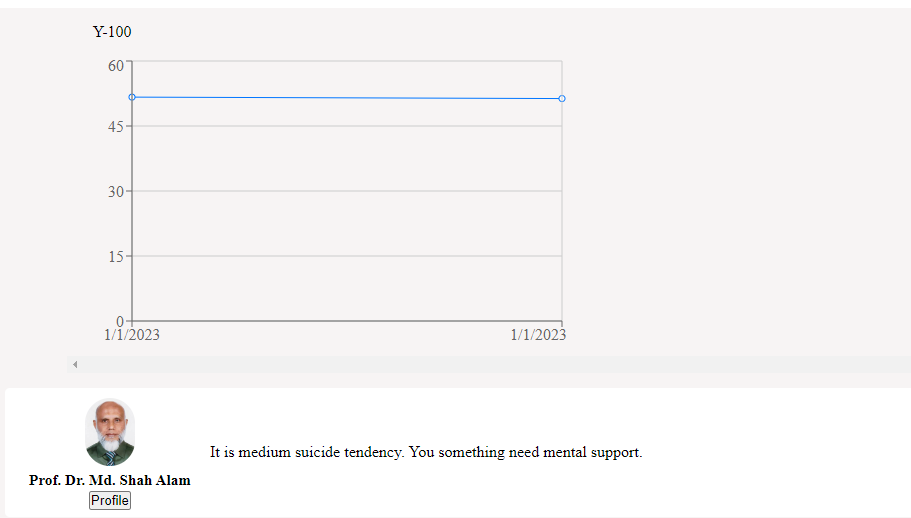 Y-100
60
45
30
15
0
1/1/2023 1/1/2023
It is medium suicide tendency. You something need mental support.
Prof. Dr. Md. Shah Alam
Profile